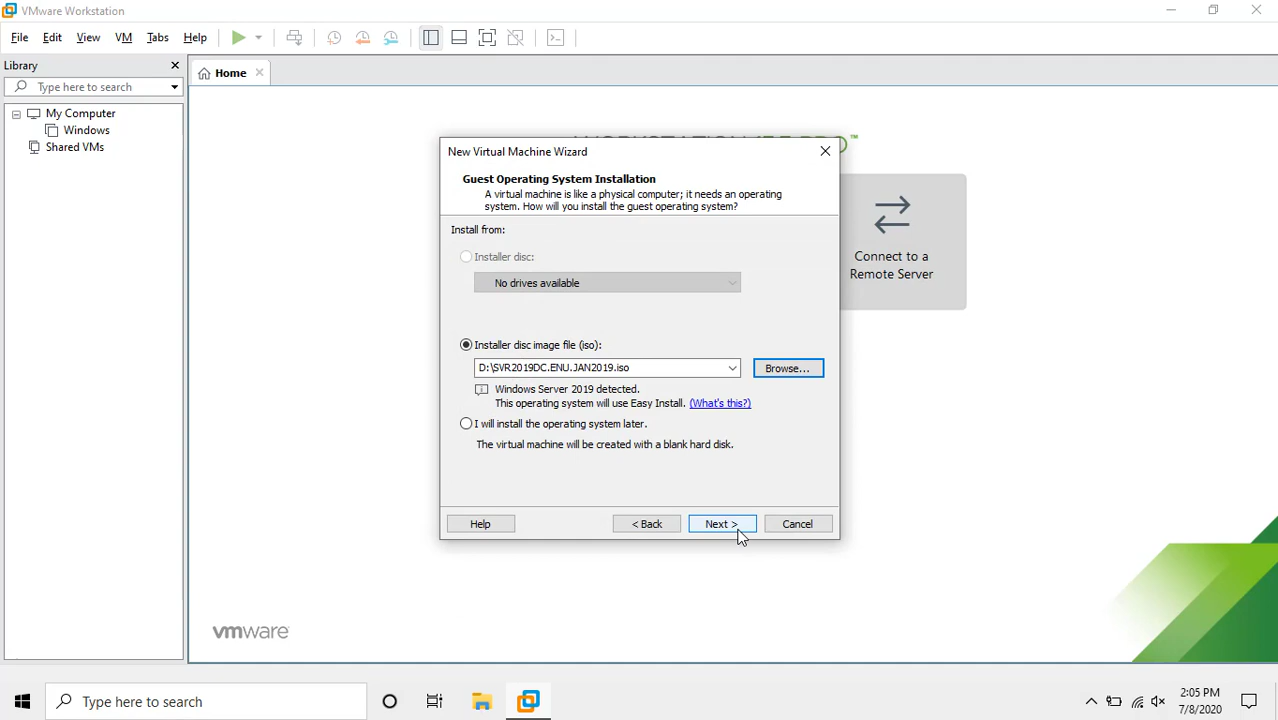 VMware Workstation
File Edit View VM Tabs Help
Library
Type here to search
Home
My Computer
Windows
Shared VMs
New Virtual Machine Wizard
Guest Operating System Installation
A virtual machine is like a physical computer; it needs an operating
system. How will you install the guest operating system?
Install from:
Installer disc:
No drives available
Connect to a
Remote Server
Installer disc image file (iso):
D:\SVR2019DC.ENU.JAN2019.iso
Browse...
Windows Server 2019 detected.
This operating system will use Easy Install. (What's this?)
I will install the operating system later.
The virtual machine will be created with a blank hard disk.
Help
< Back
Next >
Cancel
vmware
Type here to search
2:05 PM
7/8/2020